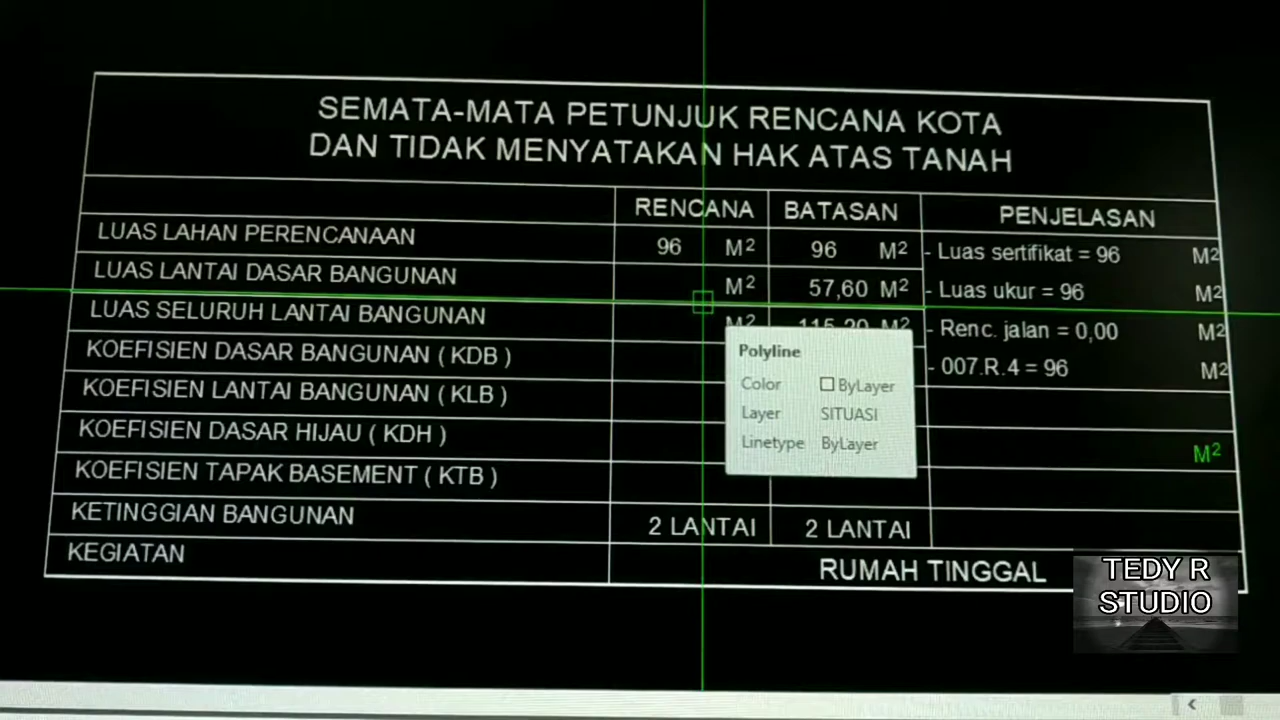 SEMATA-MATA PETUNJUK RENCANA KOTA
DAN TIDAK MENYATAKAN HAK ATAS TANAH
RENCANA BATASAN PENJELASAN
LUAS LAHAN PERENCANAAN 96 M2 96 M2 - Luas sertifikat = 96 M2
LUAS LANTAI DASAR BANGUNAN M2 57,60 M2 - Luas ukur = 96 M2
LUAS SELURUH LANTAI BANGUNAN M2 115,20 M2 - Renc. jalan = 0,00 M2
KOEFISIEN DASAR BANGUNAN ( KDB ) - 007.R.4 = 96 M2
KOEFISIEN LANTAI BANGUNAN ( KLB )
KOEFISIEN DASAR HIJAU ( KDH ) M2
KOEFISIEN TAPAK BASEMENT ( KTB )
KETINGGIAN BANGUNAN 2 LANTAI 2 LANTAI
KEGIATAN RUMAH TINGGAL
Polyline
Color ByLayer
Layer SITUASI
Linetype ByLayer
TEDY R
STUDIO